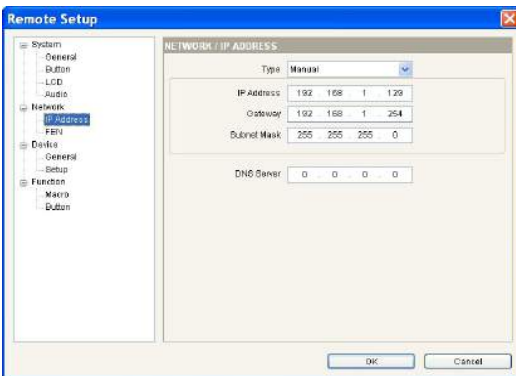 Remote Setup
System
General
Button
LCD
Audio
Network
IP Address
FEN
Device
General
Setup
Function
Macro
Button
NETWORK / IP ADDRESS
Type Manual
IP Address 192 . 168 . 1 . 129
Gateway 192 . 168 . 1 . 254
Subnet Mask 255 . 255 . 255 . 0
DNS Server 0 . 0 . 0 . 0
OK Cancel